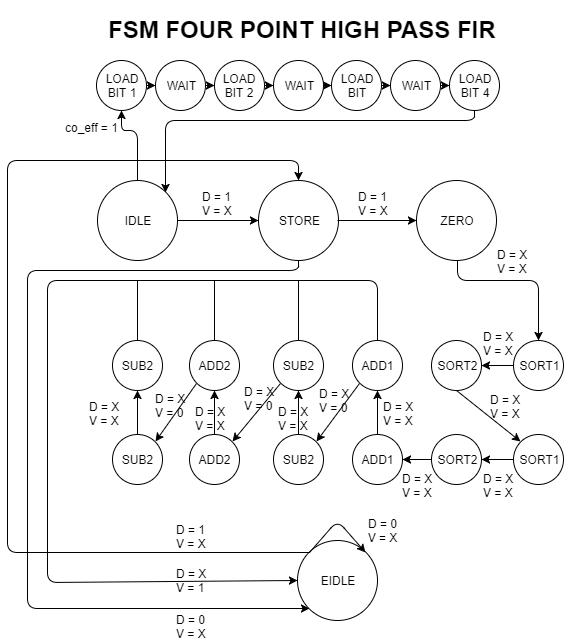 FSM FOUR POINT HIGH PASS FIR
LOAD
BIT 1
WAIT
LOAD
BIT 2
WAIT
LOAD
BIT
WAIT
LOAD
BIT 4
co_eff = 1
IDLE
D = 1
V = X
STORE
D = 1
V = X
ZERO
D = X
V = X
SUB2
ADD2
SUB2
ADD1
SORT2
D = X
V = X
SORT1
D = X
V = X
D = X
V = 0
D = X
V = X
D = X
V = 0
D = X
V = X
D = X
V = 0
D = X
V = X
D = X
V = X
SUB2
ADD2
SUB2
ADD1
SORT2
SORT1
D = X
V = X
D = X
V = X
D = 1
V = X
D = 0
V = X
D = X
V = 1
EIDLE
D = 0
V = X